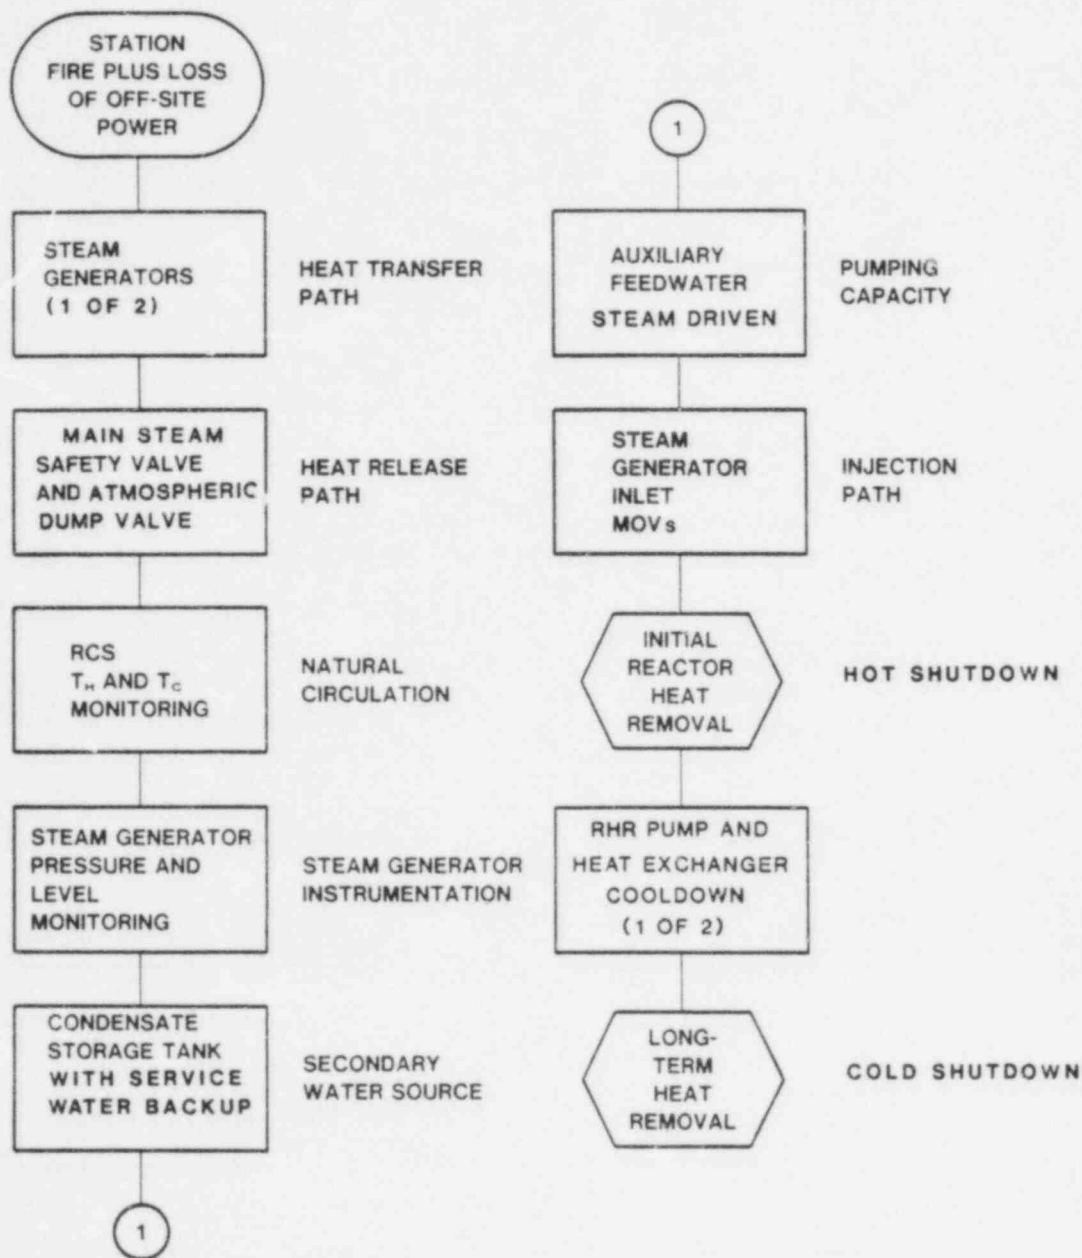 STATION
FIRE PLUS LOSS
OF OFF-SITE
POWER
STEAM
GENERATORS
(1 OF 2)
HEAT TRANSFER
PATH
MAIN STEAM
SAFETY VALVE
AND ATMOSPHERIC
DUMP VALVE
HEAT RELEASE
PATH
RCS
T_H AND T_C
MONITORING
NATURAL
CIRCULATION
STEAM GENERATOR
PRESSURE AND
LEVEL
MONITORING
STEAM GENERATOR
INSTRUMENTATION
CONDENSATE
STORAGE TANK
WITH SERVICE
WATER BACKUP
SECONDARY
WATER SOURCE
1
1
AUXILIARY
FEEDWATER
STEAM DRIVEN
PUMPING
CAPACITY
STEAM
GENERATOR
INLET
MOVs
INJECTION
PATH
INITIAL
REACTOR
HEAT
REMOVAL
HOT SHUTDOWN
RHR PUMP AND
HEAT EXCHANGER
COOLDOWN
(1 OF 2)
LONG-
TERM
HEAT
REMOVAL
COLD SHUTDOWN